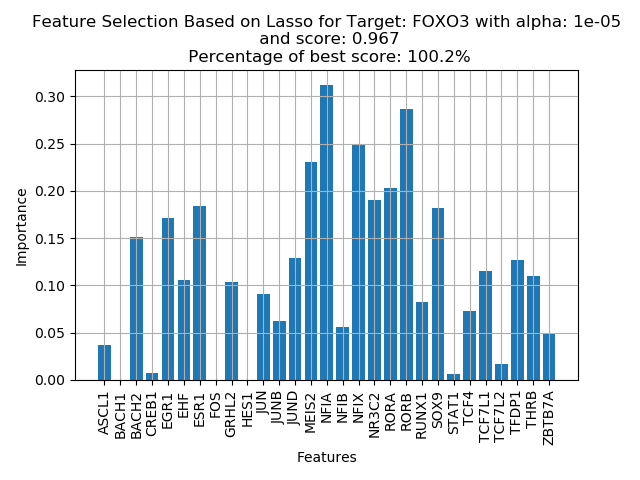 Feature Selection Based on Lasso for Target: FOXO3 with alpha: 1e-05
and score: 0.967
Percentage of best score: 100.2%
Importance
0.30
0.25
0.20
0.15
0.10
0.05
0.00
ASCL1
BACH1
BACH2
CREB1
EGR1
EHF
ESR1
FOS
GRHL2
HES1
JUN
JUNB
JUND
MEIS2
NFIA
NFIB
NFIX
NR3C2
RORA
RORB
RUNX1
SOX9
STAT1
TCF4
TCF7L1
TCF7L2
TFDP1
THRB
ZBTB7A
Features